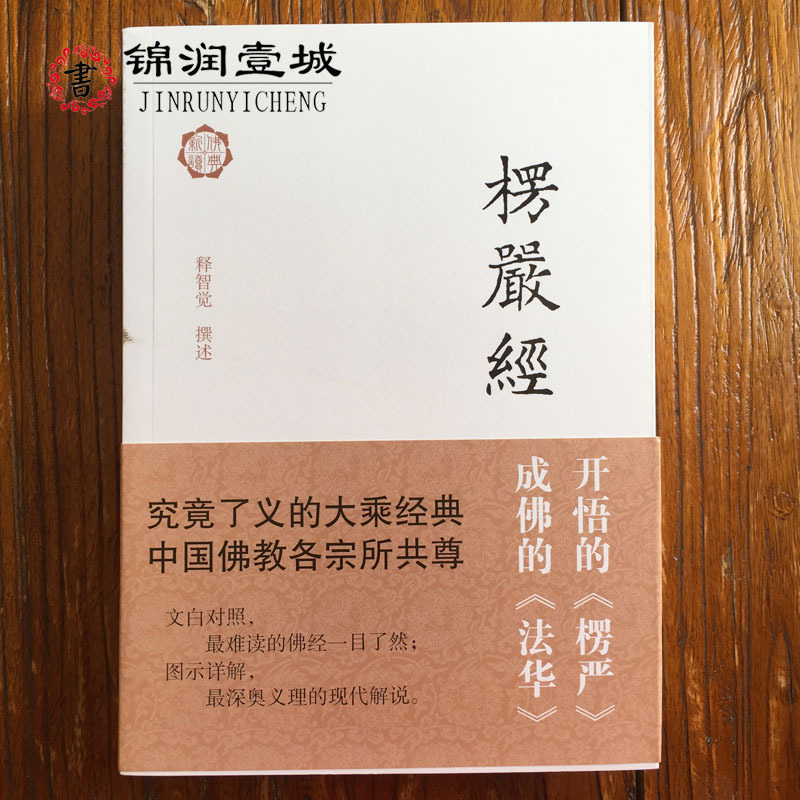 書
锦润壹城
JINRUNYICHENG
佛典
新讀
楞嚴經
释智觉 撰述
开悟的《楞严》
成佛的《法华》
究竟了义的大乘经典
中国佛教各宗所共尊
文白对照，
最难读的佛经一目了然；
图示详解，
最深奥义理的现代解说。